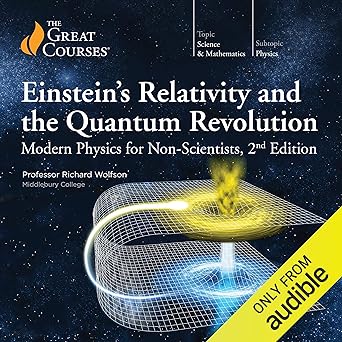 THE
GREAT
COURSES®
Topic
Science
& Mathematics
Subtopic
Physics
Einstein's Relativity and
the Quantum Revolution
Modern Physics for Non-Scientists, 2nd Edition
Professor Richard Wolfson
Middlebury College
ONLY FROM
audible